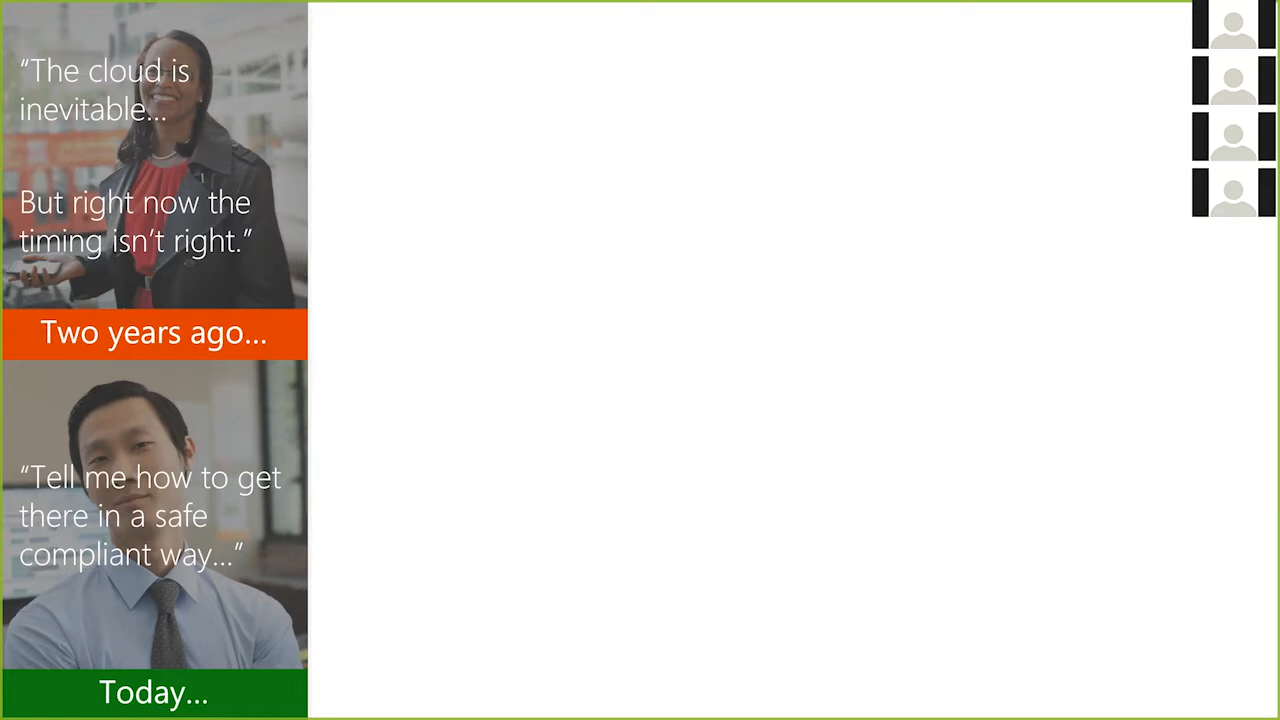 “The cloud is
inevitable…
But right now the
timing isn’t right.”
Two years ago…
“Tell me how to get
there in a safe
compliant way…”
Today…